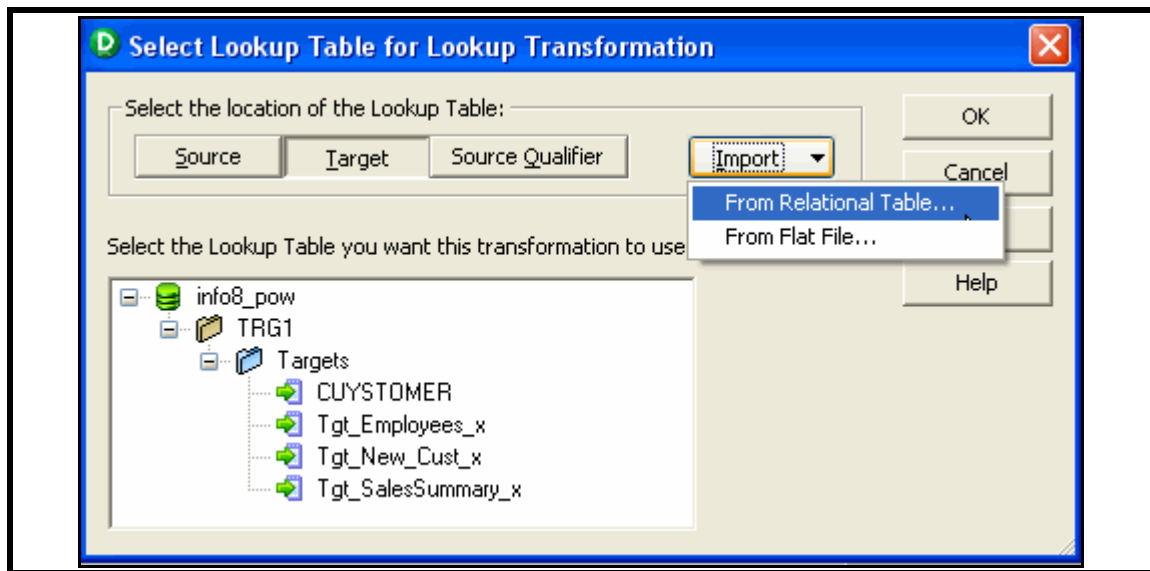 Select Lookup Table for Lookup Transformation
Select the location of the Lookup Table:
Source Target Source Qualifier Import
From Relational Table...
From Flat File...
OK
Cancel
Help
Select the Lookup Table you want this transformation to use
info8_pow
TRG1
Targets
CUYSTOMER
Tgt_Employees_x
Tgt_New_Cust_x
Tgt_SalesSummary_x